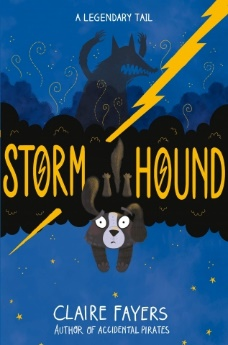 A LEGENDARY TAIL
STORM HOUND
CLAIRE FAYERS
AUTHOR OF ACCIDENTAL PIRATES